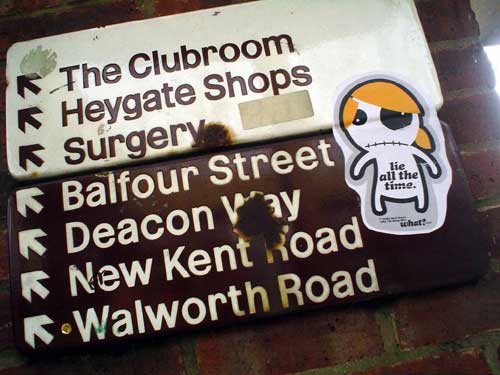 The Clubroom
Heygate Shops
Surgery
Balfour Street
Deacon Way
New Kent Road
Walworth Road
lie
all the
time.
what?